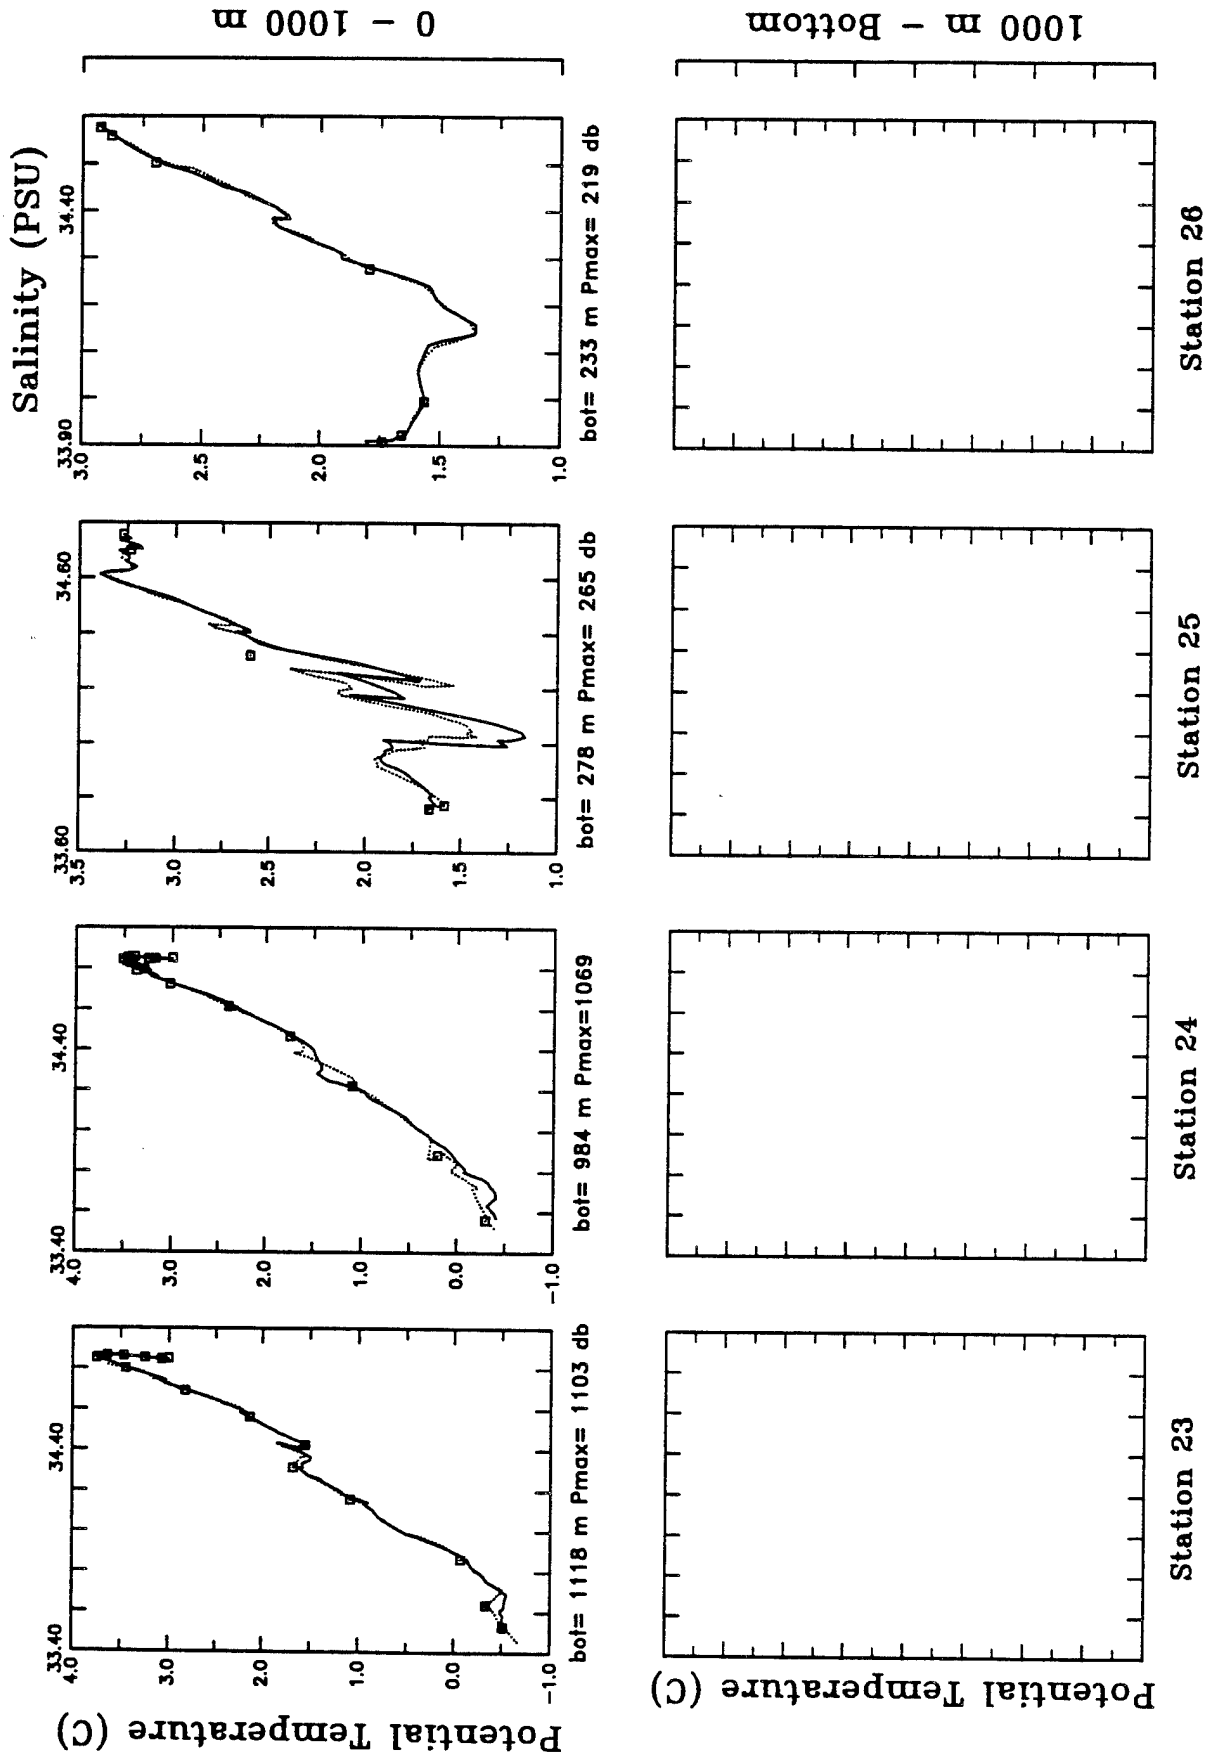 Salinity (PSU)
33.40
34.40
33.40
34.40
33.60
34.60
33.90
34.40
0 - 1000 m
Potential Temperature (C)
4.0
3.0
2.0
1.0
0.0
-1.0
4.0
3.0
2.0
1.0
0.0
-1.0
3.5
3.0
2.5
2.0
1.5
1.0
3.0
2.5
2.0
1.5
1.0
bot= 1118 m Pmax= 1103 db
bot= 984 m Pmax=1069
bot= 278 m Pmax= 265 db
bot= 233 m Pmax= 219 db
1000 m - Bottom
Potential Temperature (C)
Station 23
Station 24
Station 25
Station 26